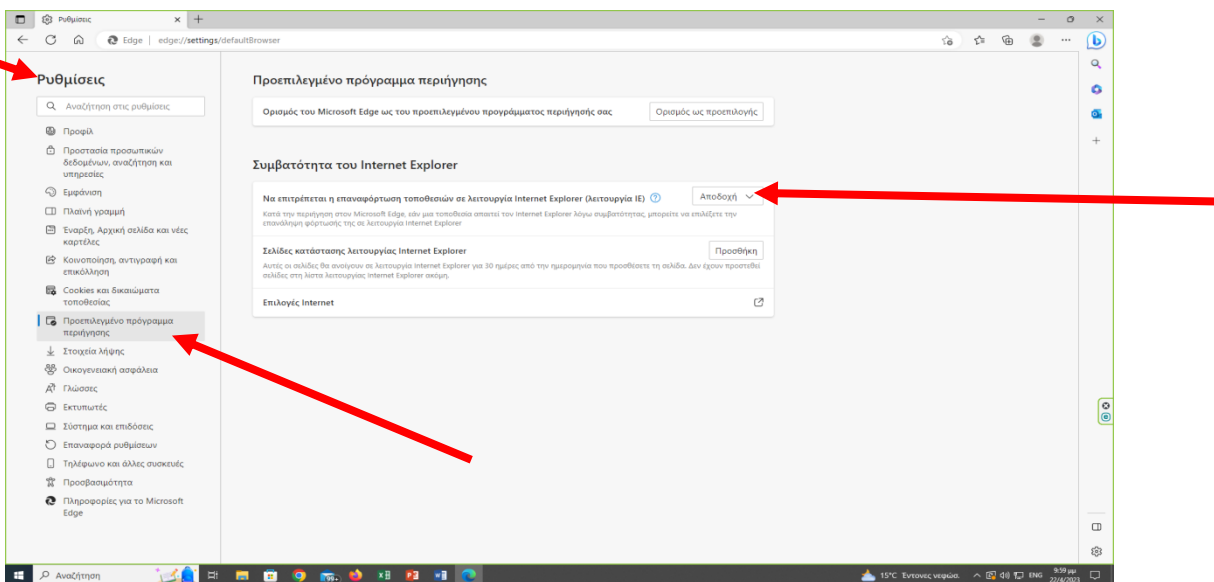 Ρυθμίσεις
Edge | edge://settings/defaultBrowser
Ρυθμίσεις
Αναζήτηση στις ρυθμίσεις
Προφίλ
Προστασία προσωπικών
δεδομένων, αναζήτηση και
υπηρεσίες
Εμφάνιση
Πλαϊνή γραμμή
Έναρξη, Αρχική σελίδα και νέες
καρτέλες
Κοινοποίηση, αντιγραφή και
επικόλληση
Cookies και δικαιώματα
τοποθεσίας
Προεπιλεγμένο πρόγραμμα
περιήγησης
Στοιχεία λήψης
Οικογενειακή ασφάλεια
Γλώσσες
Εκτυπωτές
Σύστημα και επιδόσεις
Επαναφορά ρυθμίσεων
Τηλέφωνο και άλλες συσκευές
Προσβασιμότητα
Πληροφορίες για το Microsoft
Edge
Προεπιλεγμένο πρόγραμμα περιήγησης
Ορισμός του Microsoft Edge ως του προεπιλεγμένου προγράμματος περιήγησής σας
Ορισμός ως προεπιλογής
Συμβατότητα του Internet Explorer
Να επιτρέπεται η επαναφόρτωση τοποθεσιών σε λειτουργία Internet Explorer (λειτουργία IE)
Αποδοχή
Κατά την περιήγηση στον Microsoft Edge, εάν μια τοποθεσία απαιτεί τον Internet Explorer λόγω συμβατότητας, μπορείτε να επιλέξετε την
επανάληψη φόρτωσής της σε λειτουργία Internet Explorer
Σελίδες κατάστασης λειτουργίας Internet Explorer
Προσθήκη
Αυτές οι σελίδες θα ανοίγουν σε λειτουργία Internet Explorer για 30 ημέρες από την ημερομηνία που προσθέσετε τη σελίδα. Δεν έχουν προστεθεί
σελίδες στη λίστα λειτουργίας Internet Explorer ακόμη.
Επιλογές Internet
Αναζήτηση
99+
15°C Έντονες νεφώσ.
ENG
9:59 μμ
22/4/2023